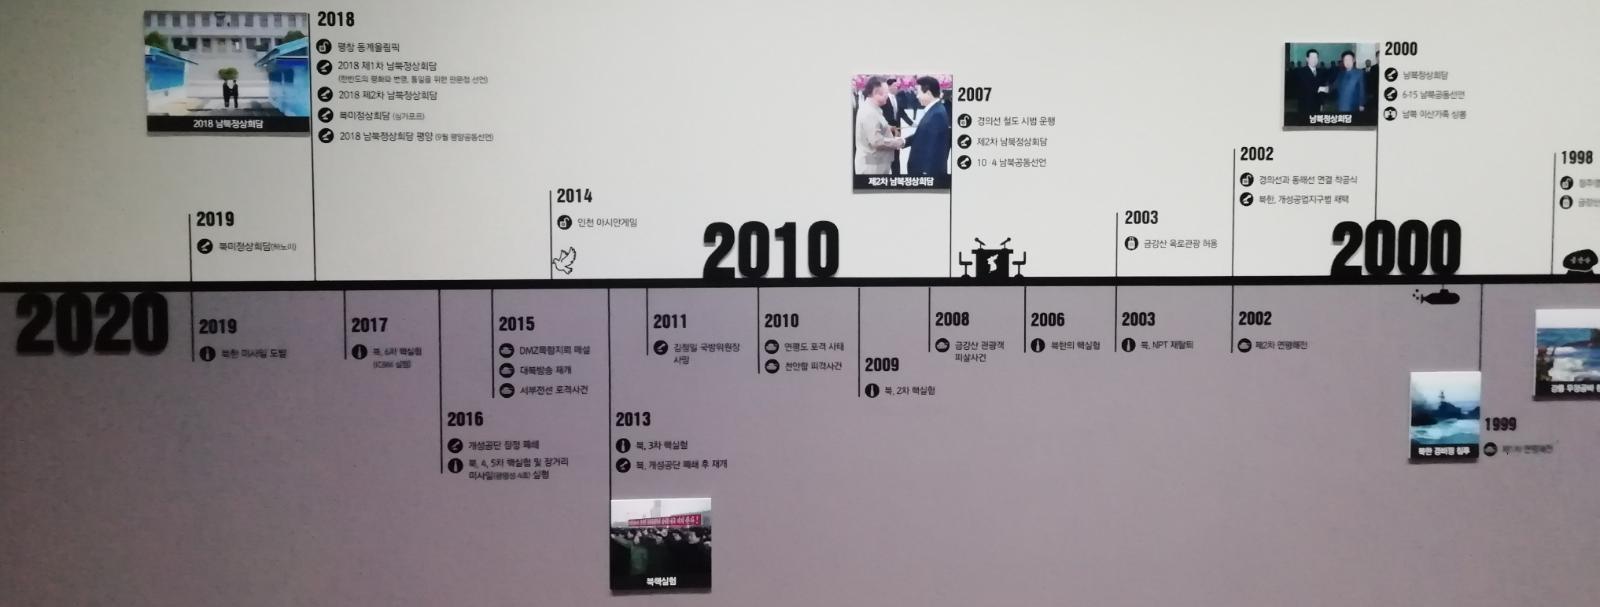 2018
평창 동계올림픽
2018 제1차 남북정상회담
(한반도의 평화와 번영, 통일을 위한 판문점 선언)
2018 제2차 남북정상회담
북미정상회담 (싱가포르)
2018 남북정상회담 평양 (9월 평양공동선언)
2018 남북정상회담
2019
북미정상회담(하노이)
2014
인천 아시안게임
2010
2007
경의선 철도 시범 운행
제2차 남북정상회담
10·4 남북공동선언
제2차 남북정상회담
2003
금강산 육로관광 허용
2002
경의선과 동해선 연결 착공식
북한, 개성공업지구법 채택
2000
남북정상회담
6·15 남북공동선언
남북 이산가족 상봉
남북정상회담
2000
1998
2020
2019
북한 미사일 도발
2017
북, 6차 핵실험
2016
개성공단 잠정 폐쇄
북, 4, 5차 핵실험 및 장거리
미사일(광명성 4호) 실험
2015
DMZ목함지뢰 매설
대북방송 재개
서부전선 포격사건
2013
북, 3차 핵실험
북, 개성공단 폐쇄 후 재개
북핵실험
2011
김정일 국방위원장
사망
2010
연평도 포격 사태
천안함 피격사건
2009
북, 2차 핵실험
2008
금강산 관광객
피살사건
2006
북한의 핵실험
2003
북, NPT 재탈퇴
2002
제2차 연평해전
1999
제1차 연평해전
북한 경비정 침투